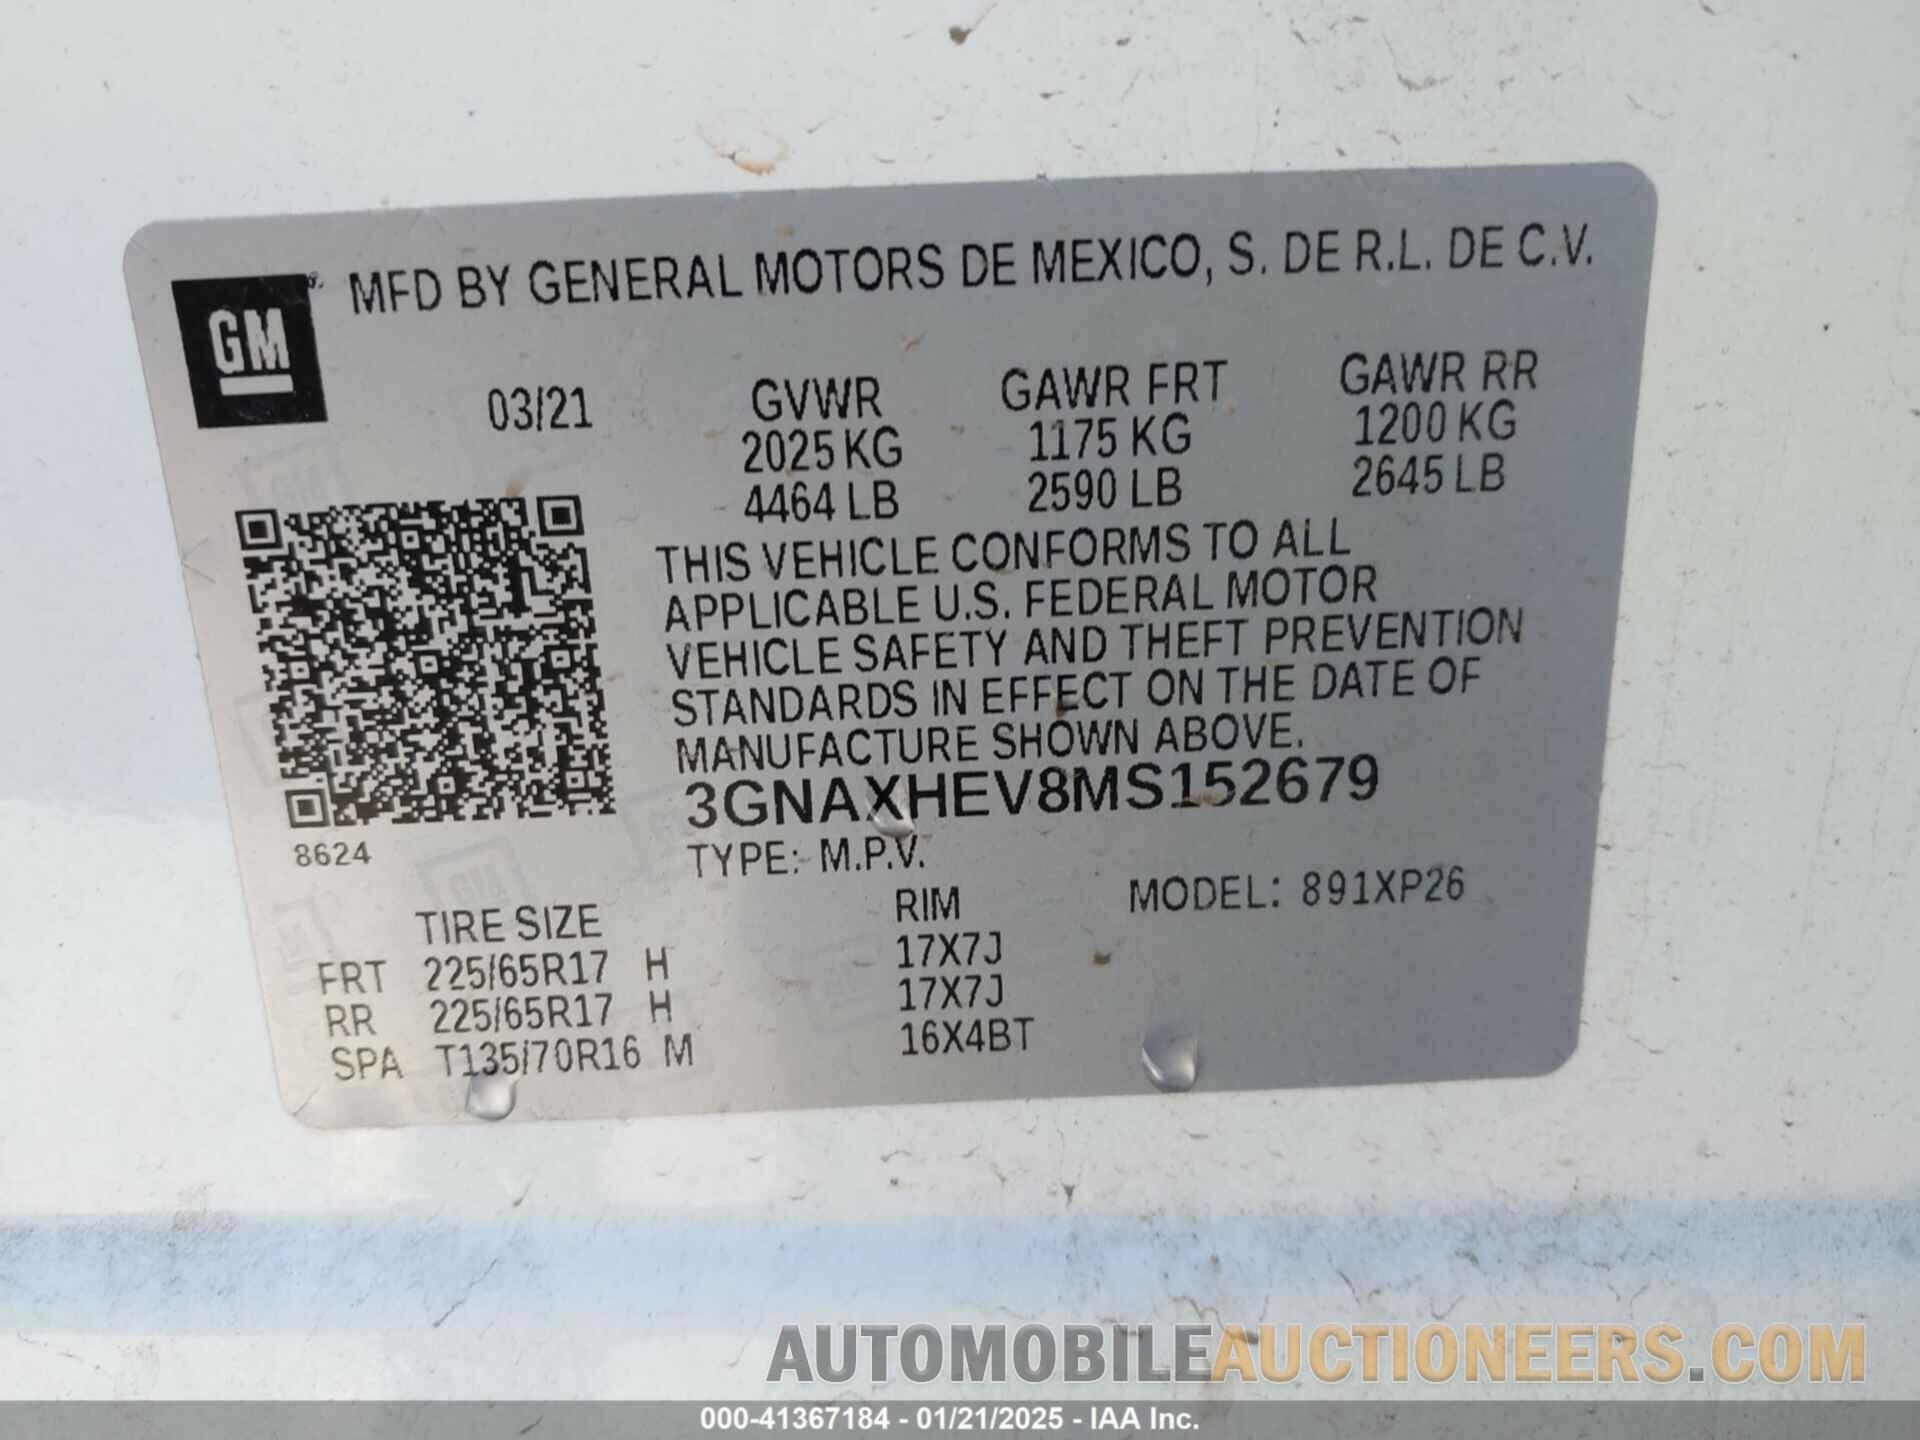 GM MFD BY GENERAL MOTORS DE MEXICO, S. DE R.L. DE C.V.
03/21 GVWR GAWR FRT GAWR RR
2025 KG 1175 KG 1200 KG
4464 LB 2590 LB 2645 LB
THIS VEHICLE CONFORMS TO ALL
APPLICABLE U.S. FEDERAL MOTOR
VEHICLE SAFETY AND THEFT PREVENTION
STANDARDS IN EFFECT ON THE DATE OF
MANUFACTURE SHOWN ABOVE.
3GNAXHEV8MS152679
8624 TYPE: M.P.V.
TIRE SIZE RIM MODEL: 891XP26
FRT 225/65R17 H 17X7J
RR 225/65R17 H 17X7J
SPA T135/70R16 M 16X4BT
AUTOMOBILEAUCTIONEERS.COM
000-41367184 - 01/21/2025 - IAA Inc.